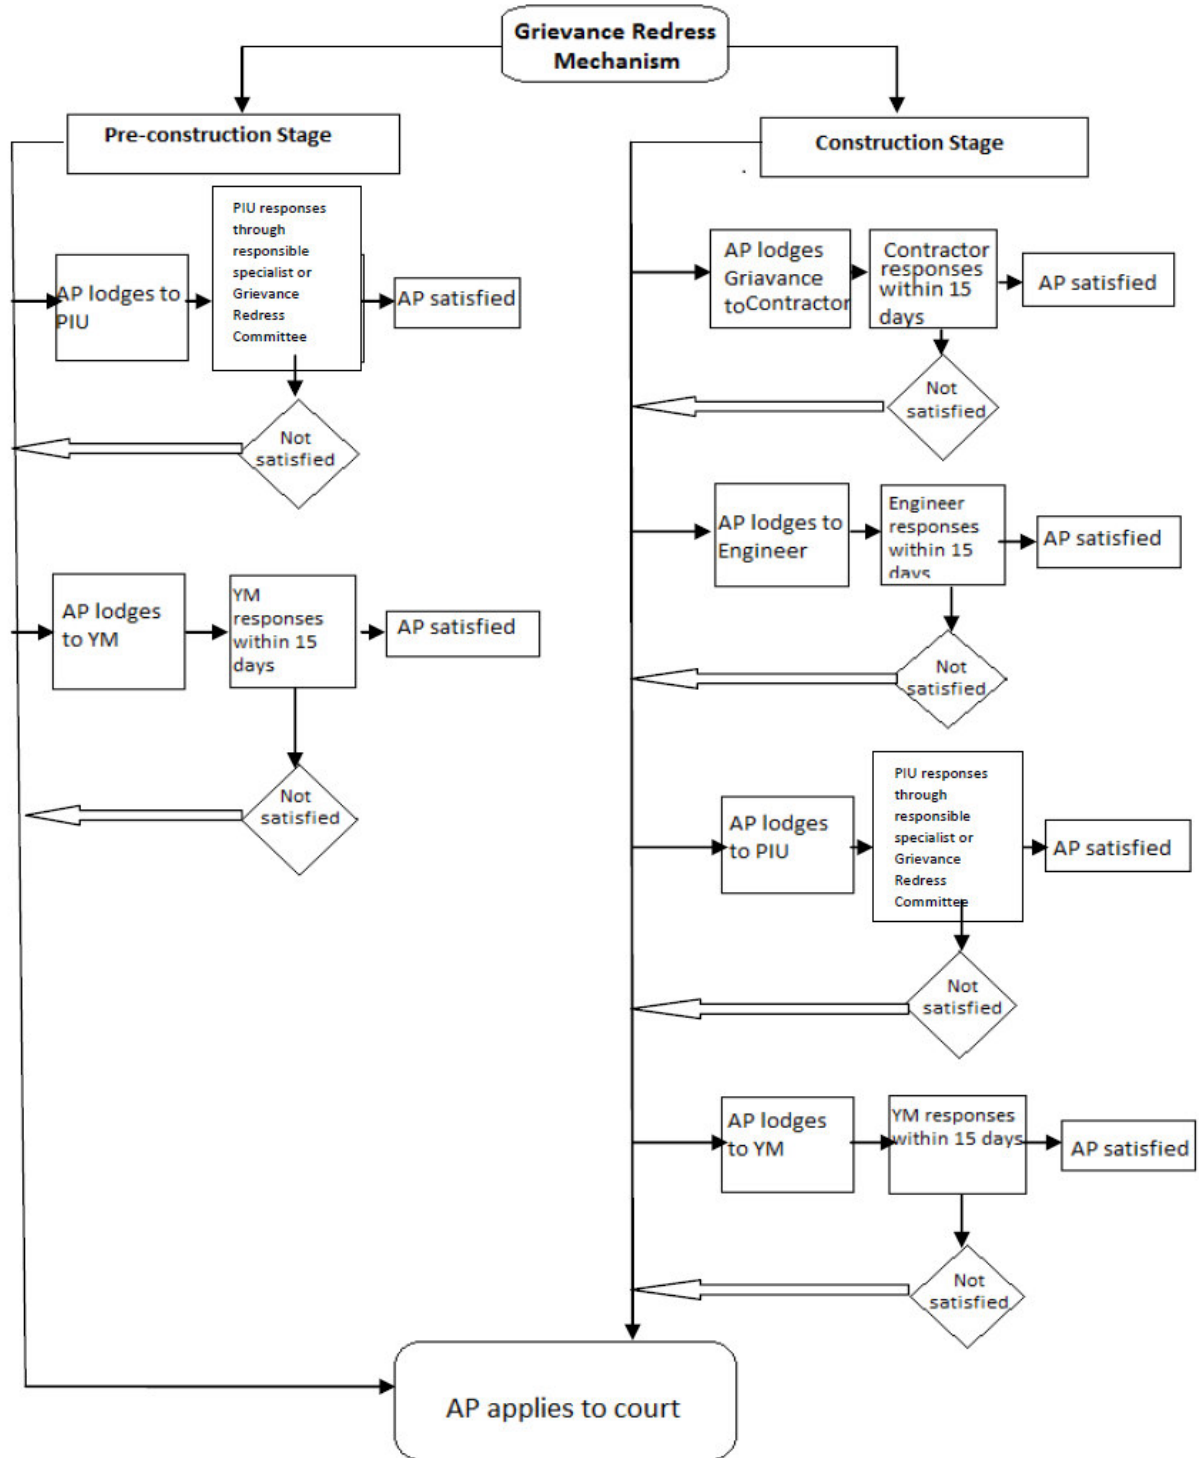 Grievance Redress
Mechanism
Pre-construction Stage
PIU responses
through
responsible
specialist or
Grievance
Redress
Committee
AP lodges to
PIU
AP satisfied
Not
satisfied
AP lodges
to YM
YM
responses
within 15
days
AP satisfied
Not
satisfied
Construction Stage
.
AP lodges
Griavance
toContractor
Contractor
responses
within 15
days
AP satisfied
Not
satisfied
AP lodges to
Engineer
Engineer
responses
within 15
days
AP satisfied
Not
satisfied
AP lodges
to PIU
PIU responses
through
responsible
specialist or
Grievance
Redress
Committee
AP satisfied
Not
satisfied
AP lodges
to YM
YM responses
within 15 days
AP satisfied
Not
satisfied
AP applies to court